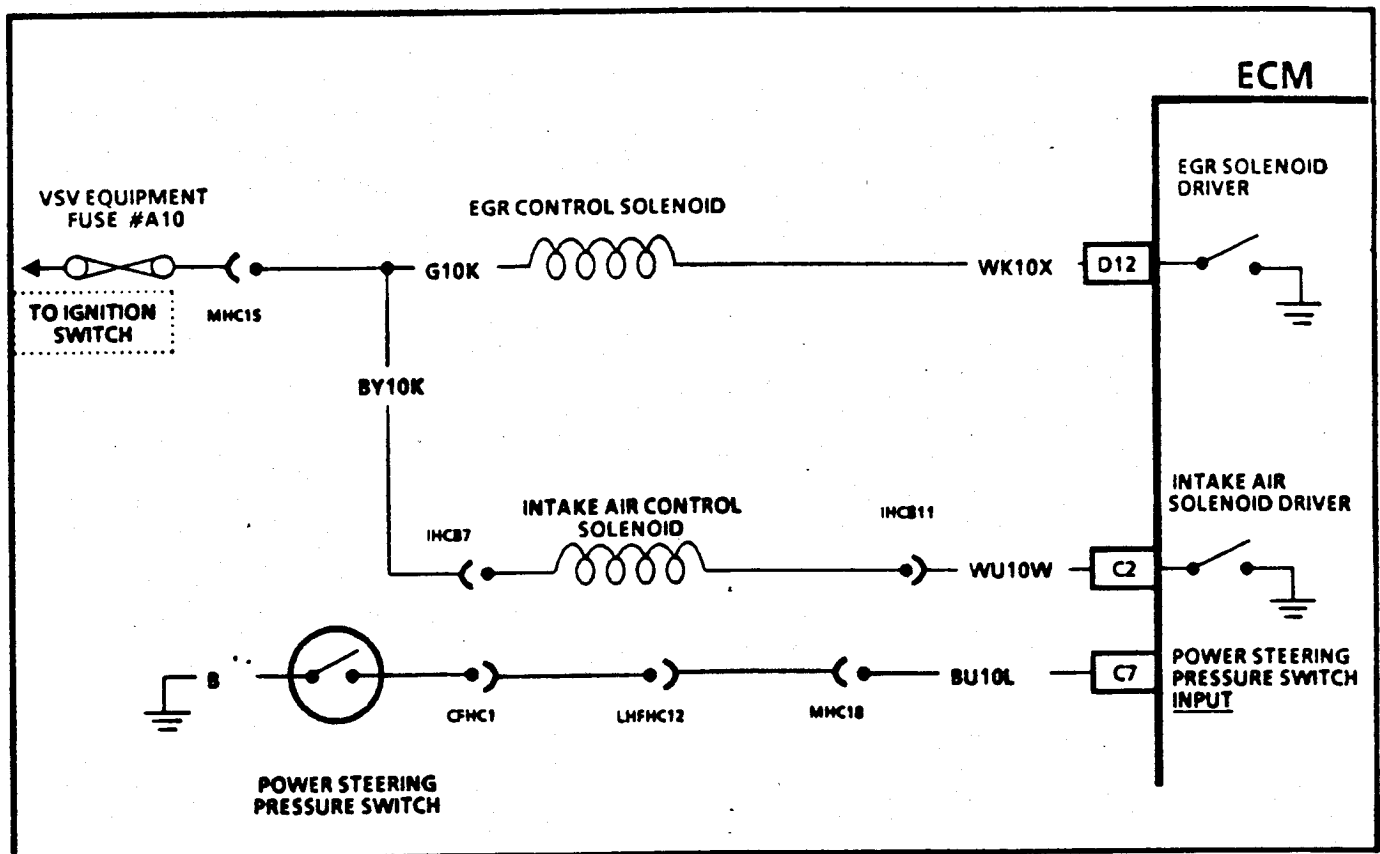 ECM
EGR SOLENOID
DRIVER
VSV EQUIPMENT
FUSE #A10
EGR CONTROL SOLENOID
G10K
WK10X
D12
TO IGNITION
SWITCH
MHC15
BY10K
INTAKE AIR CONTROL
SOLENOID
IHCB7
IHCB11
WU10W
C2
INTAKE AIR
SOLENOID DRIVER
B
CFHC1
LHFHC12
MHC18
BU10L
C7
POWER STEERING
PRESSURE SWITCH
INPUT
POWER STEERING
PRESSURE SWITCH